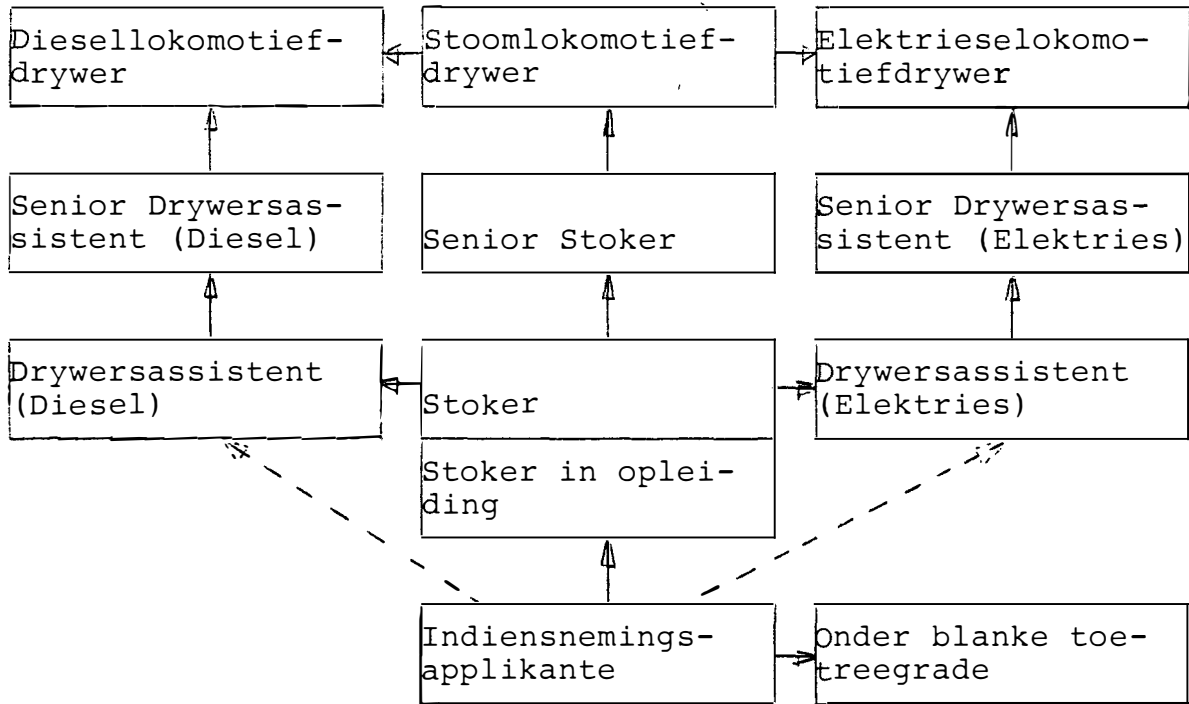 Diesellokomotief-
drywer
Stoomlokomotief-
drywer
Elektrieselokomo-
tiefdrywer
Senior Drywersas-
sistent (Diesel)
Senior Stoker
Senior Drywersas-
sistent (Elektries)
Drywersassistent
(Diesel)
Stoker
Drywersassistent
(Elektries)
Stoker in oplei-
ding
Indiensnemings-
applikante
Onder blanke toe-
treegrade